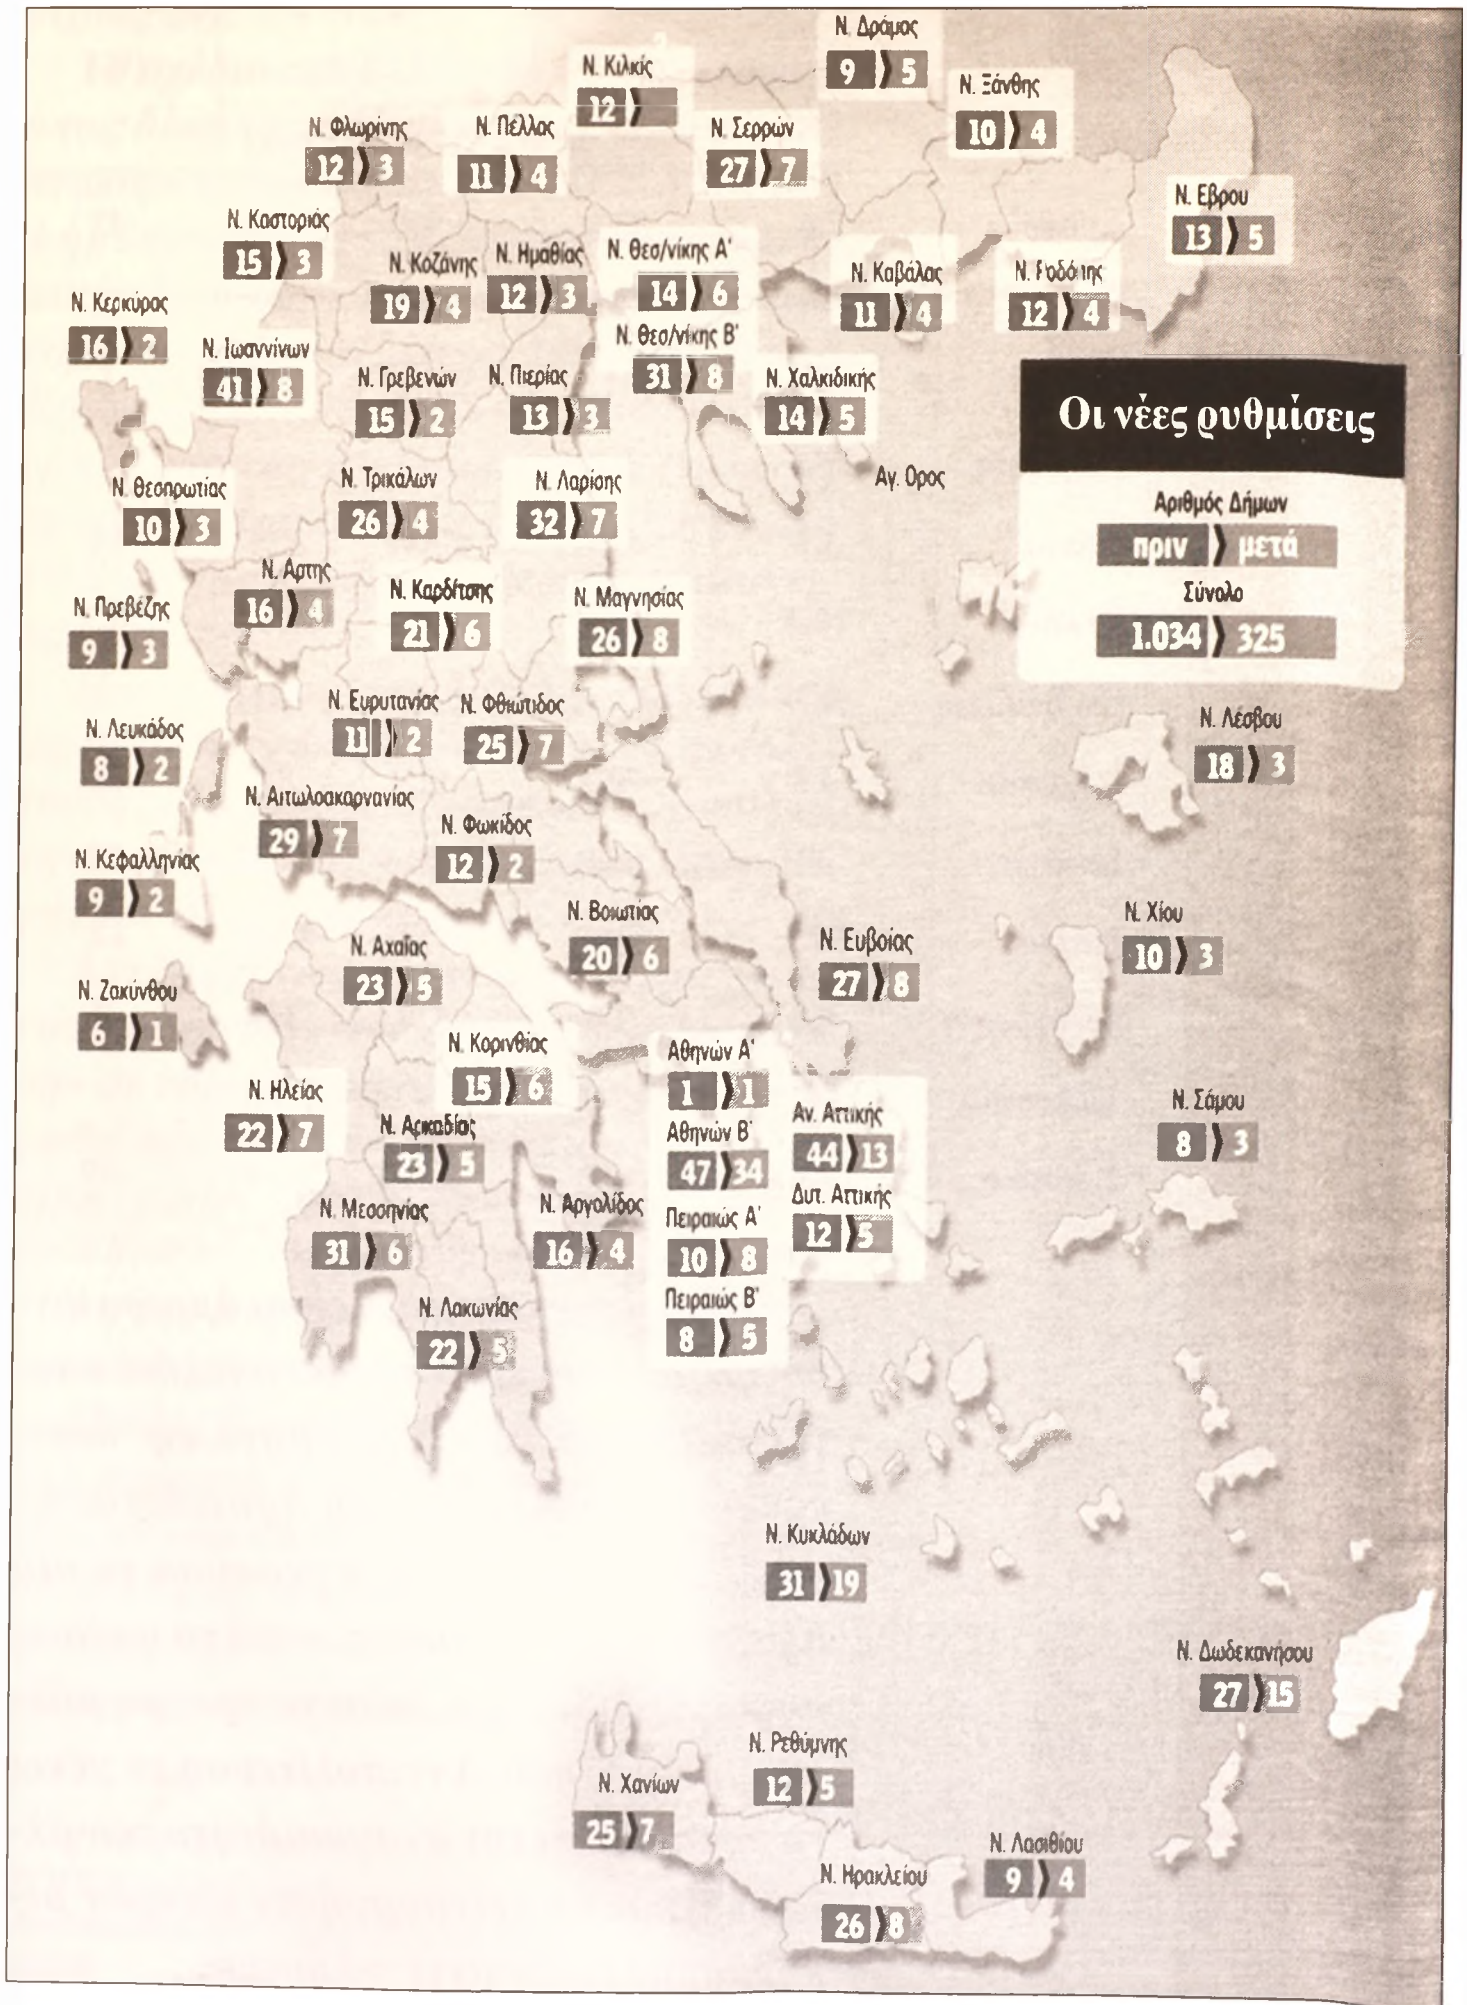 Ν. Δράμας
9 5
Ν. Κιλκίς
12
Ν. Ξάνθης
10 4
Ν. Φλωρίνης
12 3
Ν. Πέλλας
11 4
Ν. Σερρών
27 7
Ν. Εβρου
13 5
Ν. Καστοριάς
15 3
Ν. Κοζάνης
19 4
Ν. Ημαθίας
12 3
Ν. Θεσ/νίκης Α'
14 6
Ν. Καβάλας
11 4
Ν. Ροδόπης
12 4
Ν. Κερκύρας
16 2
Ν. Ιωαννίνων
41 8
Ν. Θεσ/νίκης Β'
31 8
Ν. Γρεβενών
15 2
Ν. Πιερίας
13 3
Ν. Χαλκιδικής
14 5
Οι νέες ρυθμίσεις
Αριθμός Δήμων
πριν μετά
Σύνολο
1.034 325
Αγ. Ορος
Ν. Θεσπρωτίας
10 3
Ν. Τρικάλων
26 4
Ν. Λαρίσης
32 7
Ν. Αρτης
16 4
Ν. Καρδίτσης
21 6
Ν. Μαγνησίας
26 8
Ν. Πρεβέζης
9 3
Ν. Ευρυτανίας
11 2
Ν. Φθιώτιδος
25 7
Ν. Λέσβου
18 3
Ν. Λευκάδος
8 2
Ν. Αιτωλοακαρνανίας
29 7
Ν. Φωκίδος
12 2
Ν. Κεφαλληνίας
9 2
Ν. Βοιωτίας
20 6
Ν. Ευβοίας
27 8
Ν. Χίου
10 3
Ν. Αχαΐας
23 5
Ν. Ζακύνθου
6 1
Ν. Κορινθίας
15 6
Αθηνών Α'
1 1
Ν. Ηλείας
22 7
Ν. Αρκαδίας
23 5
Αθηνών Β'
47 34
Αν. Αττικής
44 13
Ν. Σάμου
8 3
Ν. Μεσσηνίας
31 6
Ν. Αργολίδος
16 4
Πειραιώς Α'
10 8
Δυτ. Αττικής
12 5
Ν. Λακωνίας
22 5
Πειραιώς Β'
8 5
Ν. Κυκλάδων
31 19
Ν. Δωδεκανήσου
27 15
Ν. Ρεθύμνης
12 5
Ν. Χανίων
25 7
Ν. Λασιθίου
9 4
Ν. Ηρακλείου
26 8